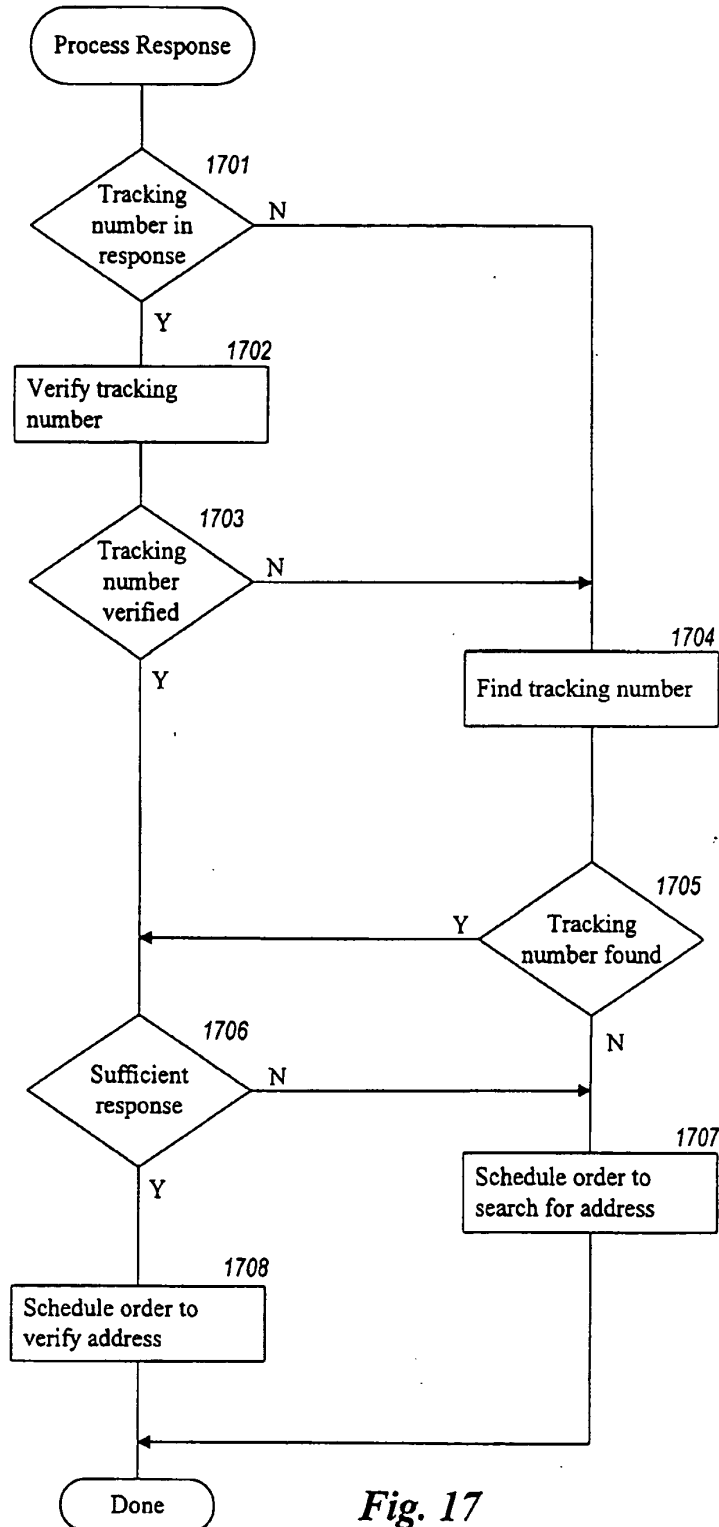 Process Response
1701
Tracking
number in
response
N
Y
1702
Verify tracking
number
1703
Tracking
number
verified
N
Y
1704
Find tracking number
1705
Tracking
number found
Y
N
1706
Sufficient
response
N
Y
1707
Schedule order to
search for address
1708
Schedule order to
verify address
Done
Fig. 17